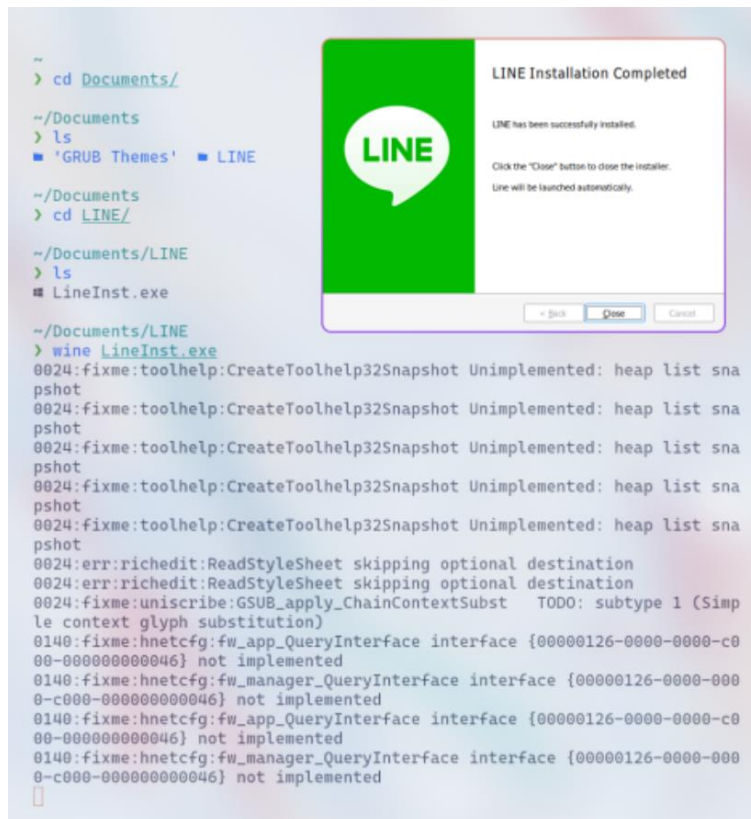 ~
❯ cd Documents/
~/Documents
❯ ls
'GRUB Themes' LINE
~/Documents
❯ cd LINE/
~/Documents/LINE
❯ ls
LineInst.exe
~/Documents/LINE
❯ wine LineInst.exe
0024:fixme:toolhelp:CreateToolhelp32Snapshot Unimplemented: heap list sna
pshot
0024:fixme:toolhelp:CreateToolhelp32Snapshot Unimplemented: heap list sna
pshot
0024:fixme:toolhelp:CreateToolhelp32Snapshot Unimplemented: heap list sna
pshot
0024:fixme:toolhelp:CreateToolhelp32Snapshot Unimplemented: heap list sna
pshot
0024:fixme:toolhelp:CreateToolhelp32Snapshot Unimplemented: heap list sna
pshot
0024:err:richedit:ReadStyleSheet skipping optional destination
0024:err:richedit:ReadStyleSheet skipping optional destination
0024:fixme:uniscribe:GSUB_apply_ChainContextSubst TODO: subtype 1 (Simp
le context glyph substitution)
0140:fixme:hnetcfg:fw_app_QueryInterface interface {00000126-0000-0000-c0
00-000000000046} not implemented
0140:fixme:hnetcfg:fw_manager_QueryInterface interface {00000126-0000-000
0-c000-000000000046} not implemented
0140:fixme:hnetcfg:fw_app_QueryInterface interface {00000126-0000-0000-c0
00-000000000046} not implemented
0140:fixme:hnetcfg:fw_manager_QueryInterface interface {00000126-0000-000
0-c000-000000000046} not implemented
LINE
LINE Installation Completed
LINE has been successfully installed.
Click the "Close" button to close the installer.
Line will be launched automatically.
< Back Close Cancel